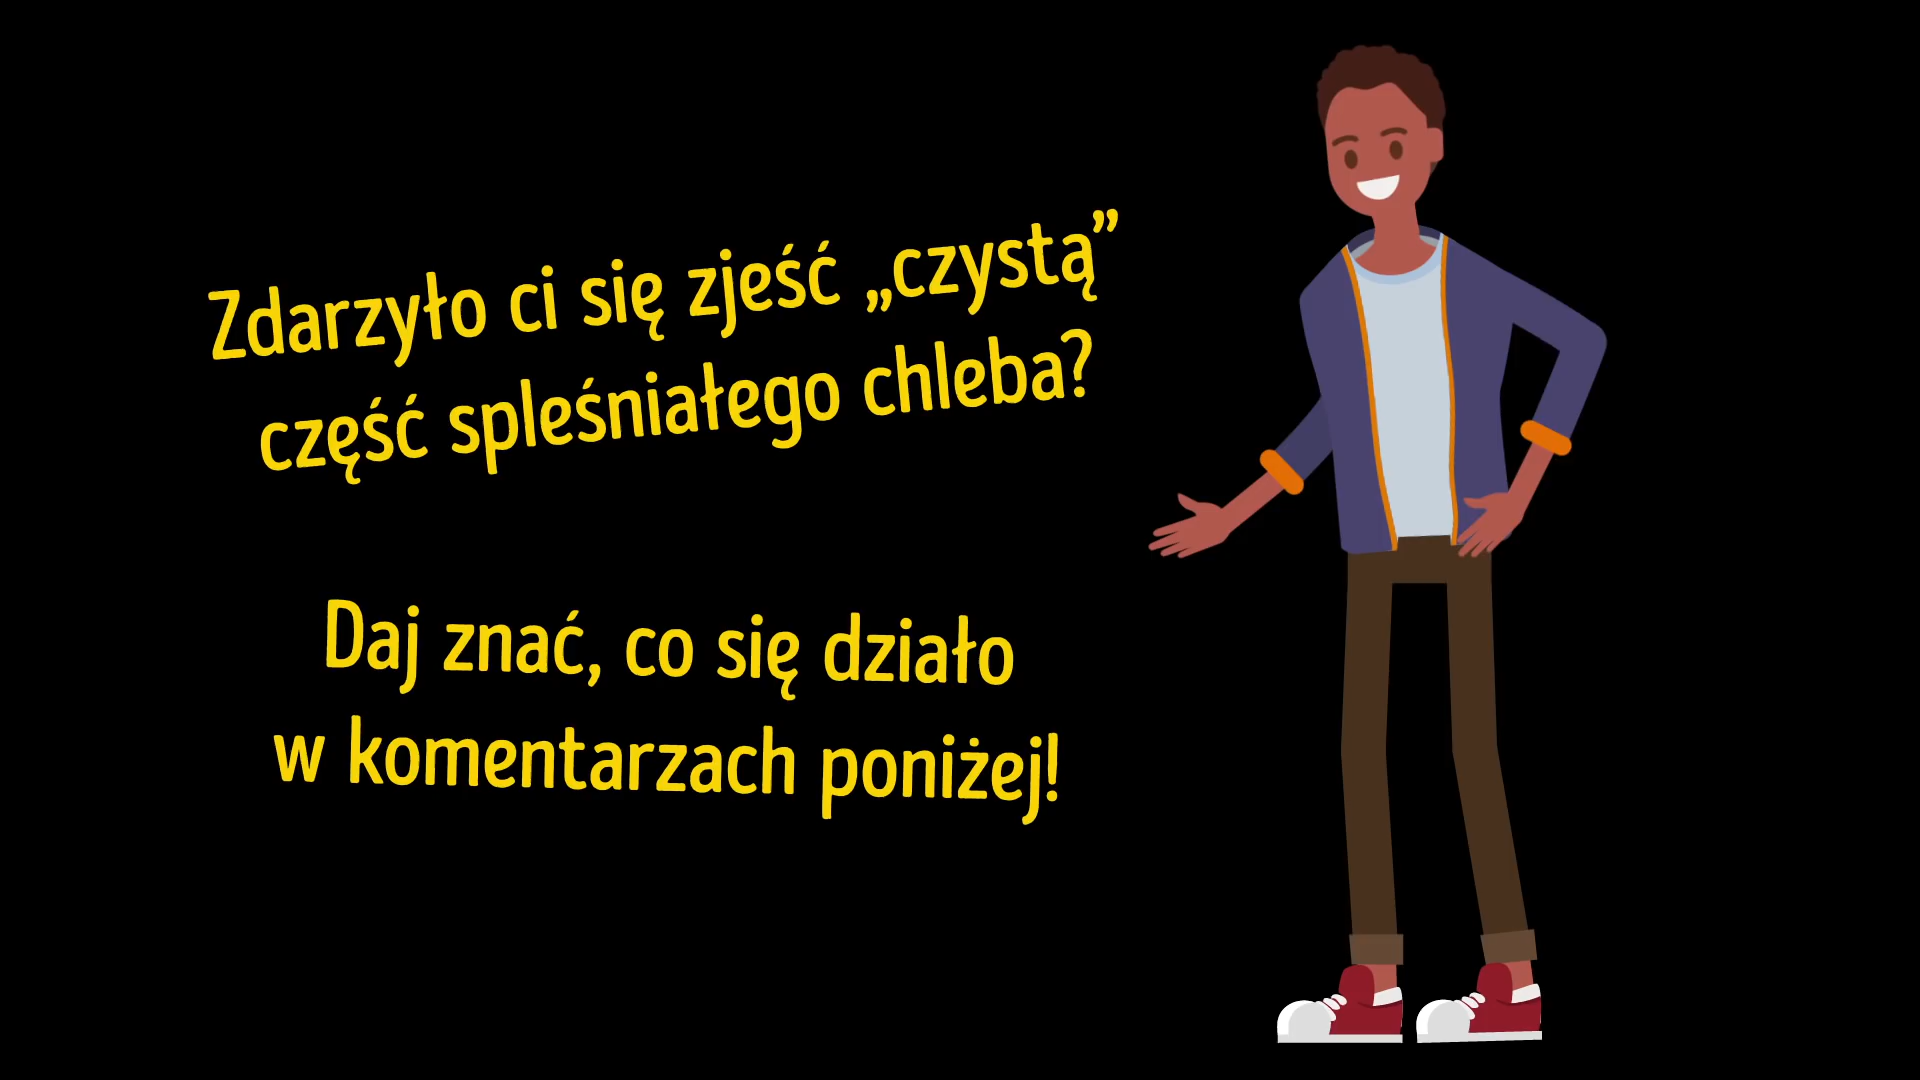 Zdarzyło ci się zjeść „czystą”
część spleśniałego chleba?
Daj znać, co się działo
w komentarzach poniżej!